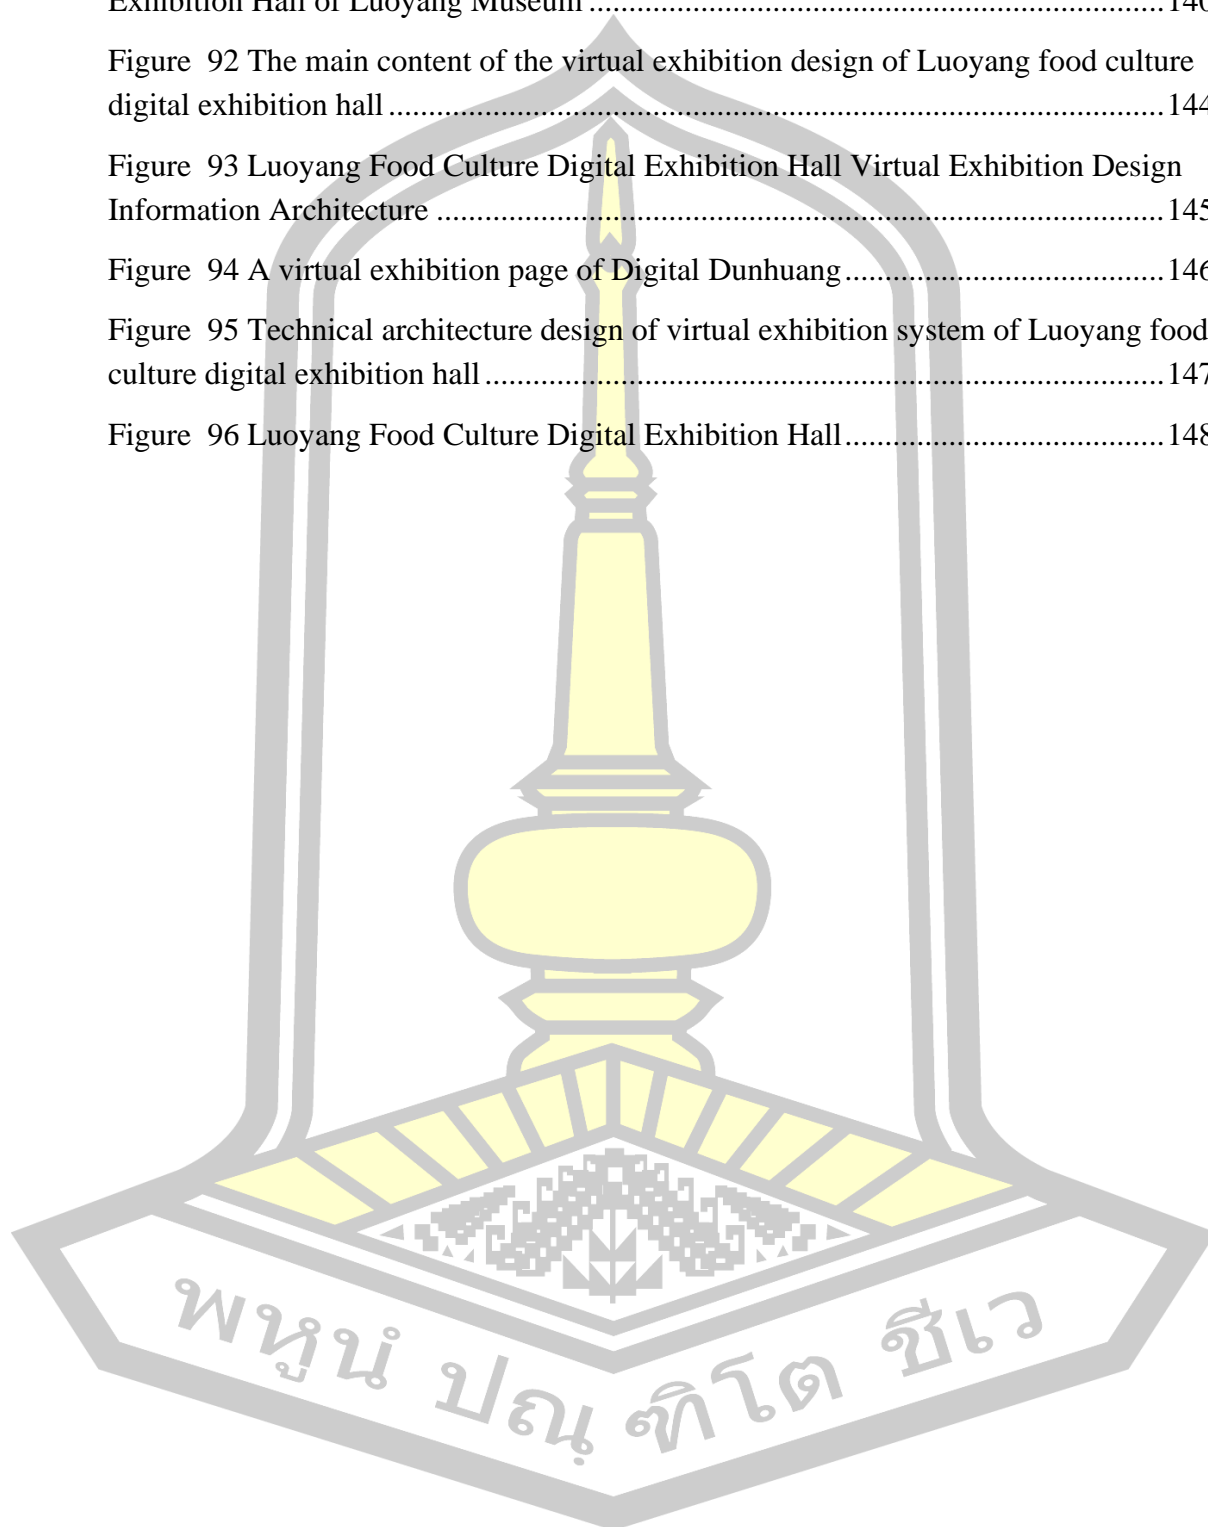 Exhibition Hall of Luoyang Museum ........................................................................ 140
Figure 92 The main content of the virtual exhibition design of Luoyang food culture
digital exhibition hall ................................................................................................. 144
Figure 93 Luoyang Food Culture Digital Exhibition Hall Virtual Exhibition Design
Information Architecture ........................................................................................... 145
Figure 94 A virtual exhibition page of Digital Dunhuang ........................................ 146
Figure 95 Technical architecture design of virtual exhibition system of Luoyang food
culture digital exhibition hall ..................................................................................... 147
Figure 96 Luoyang Food Culture Digital Exhibition Hall ........................................ 148
พหูนํ ปณฺฑิโต ชีเว